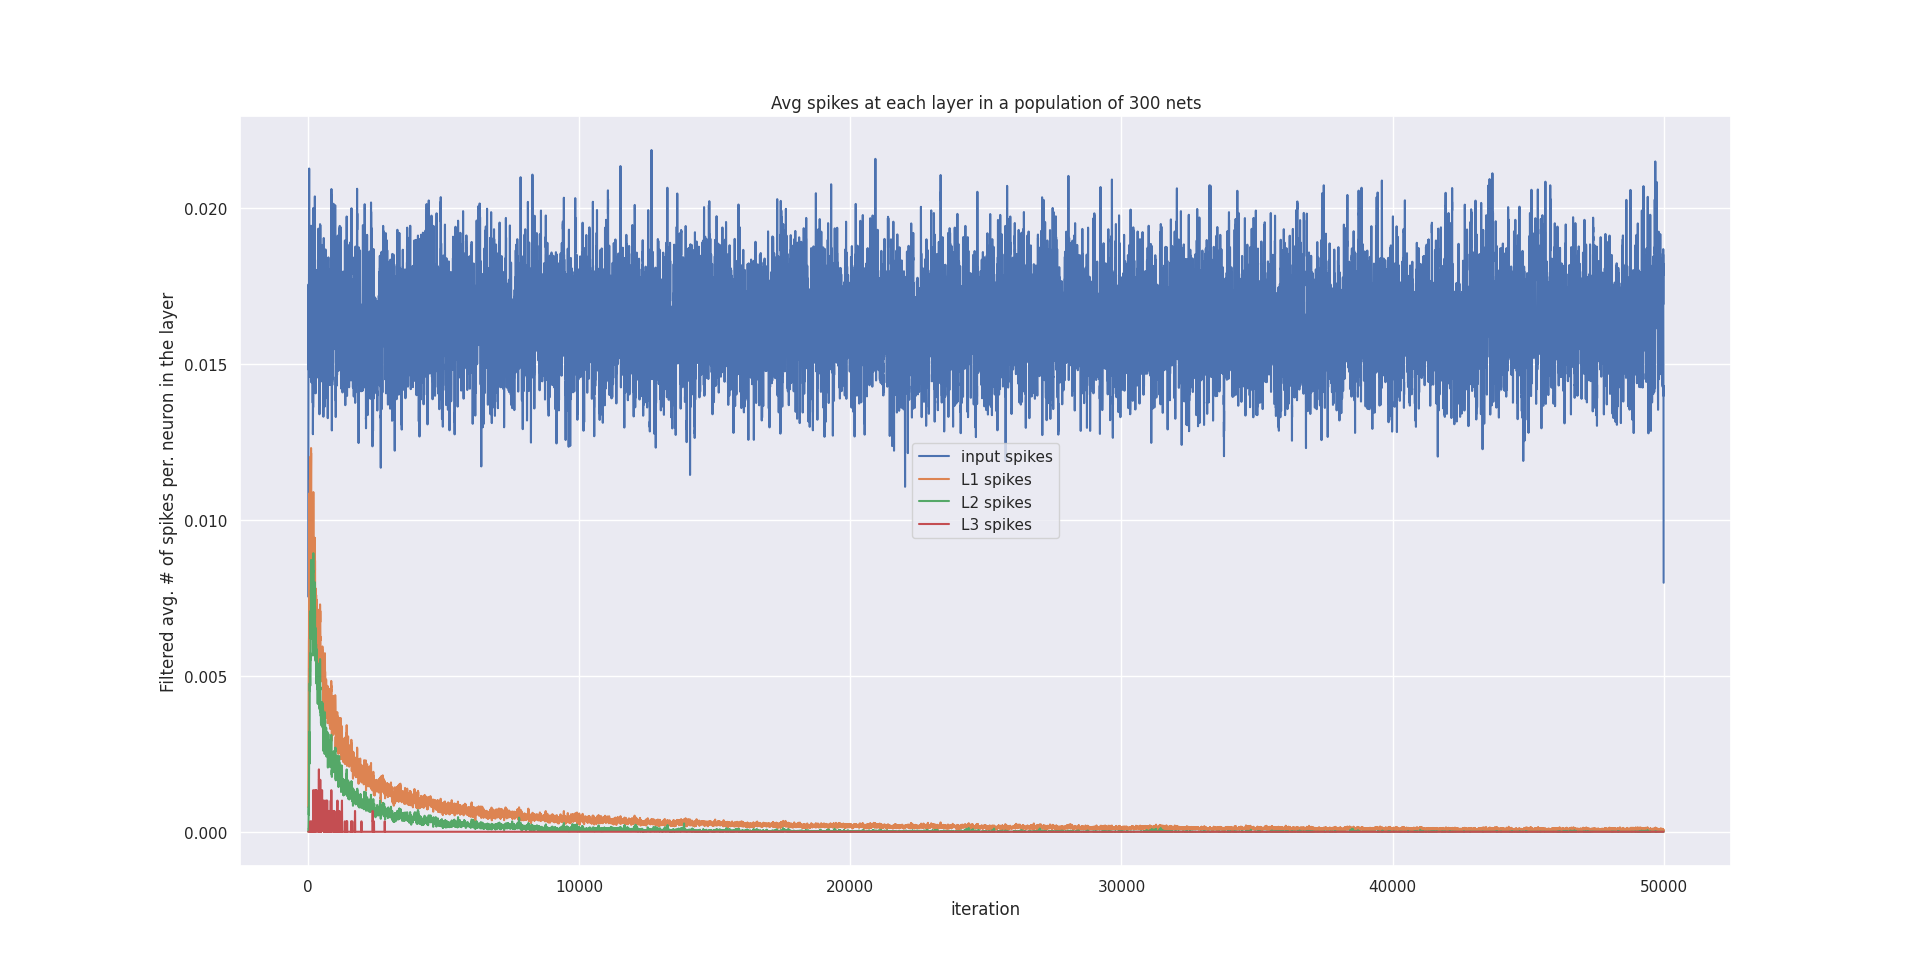 Avg spikes at each layer in a population of 300 nets
Filtered avg. # of spikes per. neuron in the layer
0.020
0.015
0.010
0.005
0.000
input spikes
L1 spikes
L2 spikes
L3 spikes
0 10000 20000 30000 40000 50000
iteration